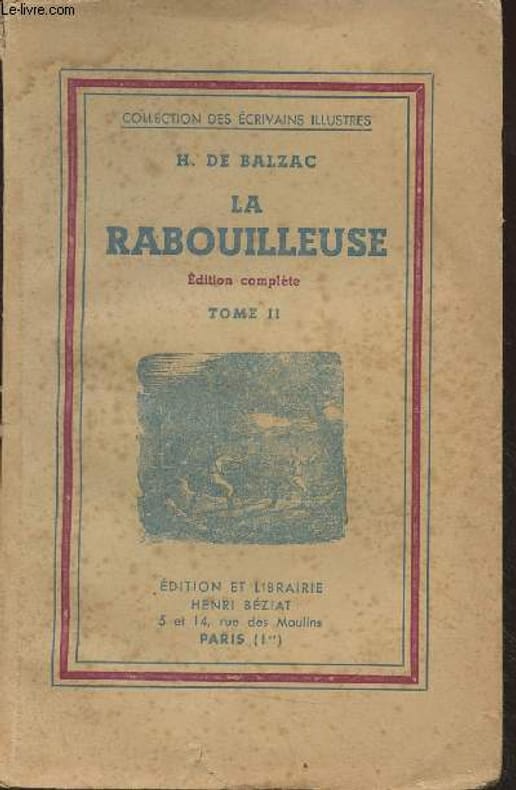 Le-livre.com
COLLECTION DES ÉCRIVAINS ILLUSTRES
H. DE BALZAC
LA
RABOUILLEUSE
Édition complète
TOME II
ÉDITION ET LIBRAIRIE
HENRI BÉZIAT
5 et 14, rue des Moulins
PARIS (1er)